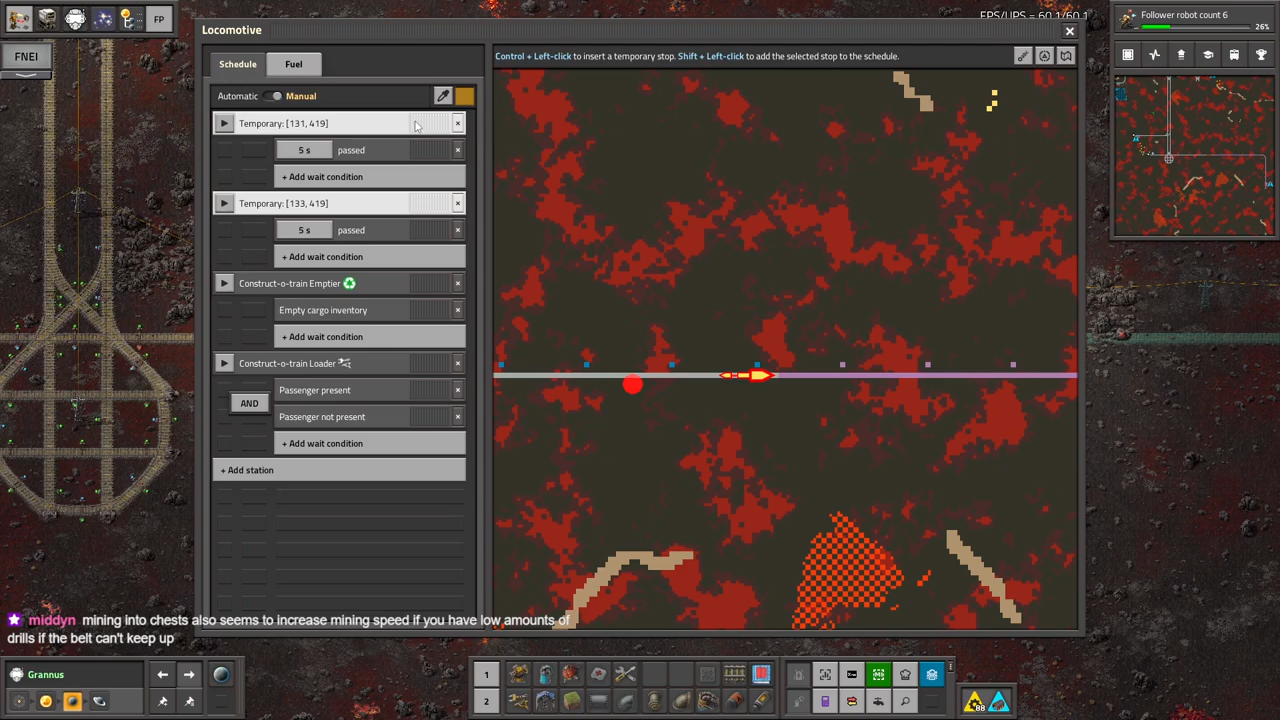 FPS/UPS = 60.1/60.1
FP
FNEI
Locomotive
Follower robot count 6
26%
Schedule
Fuel
Control + Left-click to insert a temporary stop. Shift + Left-click to add the selected stop to the schedule.
Automatic
Manual
Temporary: [131, 419]
5 s
passed
+ Add wait condition
Temporary: [133, 419]
5 s
passed
+ Add wait condition
Construct-o-train Emptier
Empty cargo inventory
+ Add wait condition
Construct-o-train Loader
Passenger present
AND
Passenger not present
+ Add wait condition
+ Add station
middyn mining into chests also seems to increase mining speed if you have low amounts of
drills if the belt can't keep up
Grannus
1
2
88